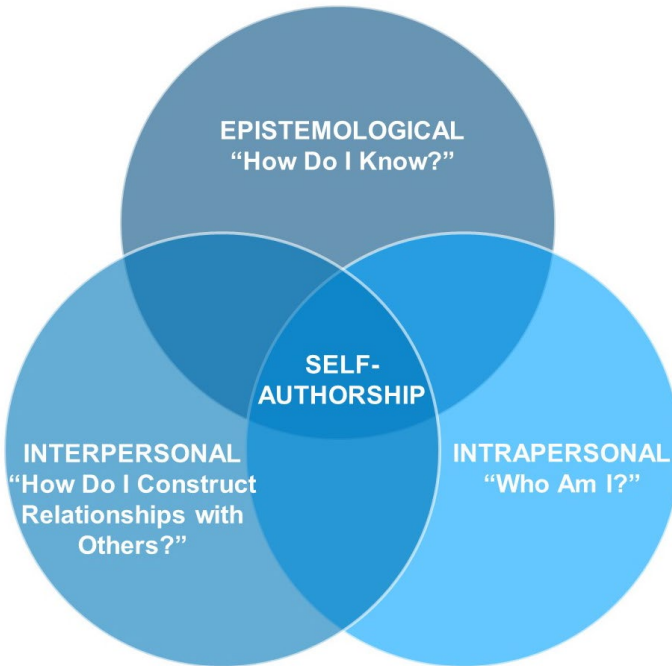 EPISTEMOLOGICAL
“How Do I Know?”
SELF-
AUTHORSHIP
INTERPERSONAL
“How Do I Construct
Relationships with
Others?”
INTRAPERSONAL
“Who Am I?”